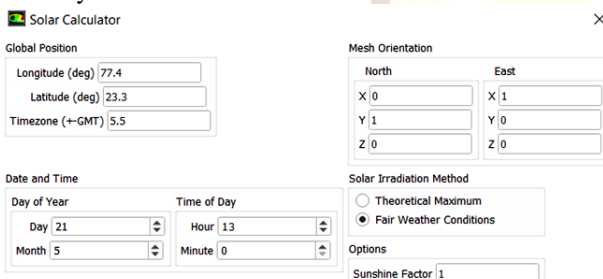 Solar Calculator
Global Position
Longitude (deg) 77.4
Latitude (deg) 23.3
Timezone (+-GMT) 5.5
Mesh Orientation
North East
X 0 X 1
Y 1 Y 0
Z 0 Z 0
Date and Time
Day of Year Time of Day
Day 21 Hour 13
Month 5 Minute 0
Solar Irradiation Method
Theoretical Maximum
Fair Weather Conditions
Options
Sunshine Factor 1